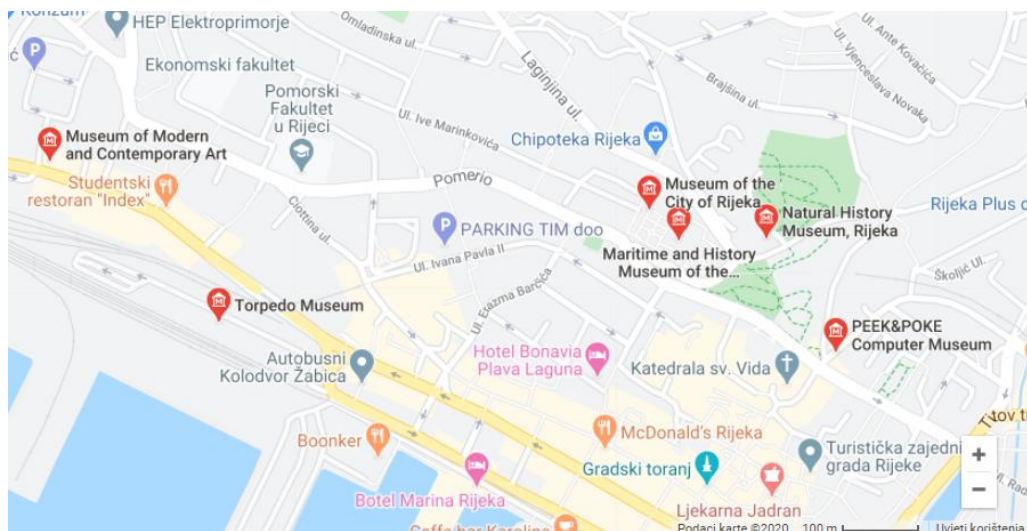 Konzum
HEP Elektroprimorje
Omladinska ul.
Ekonomski fakultet
Laginjina ul.
Ul. Ante Kovačića
Ul. Vjenceslava Novaka
Brajšina ul.
Pomorski
Fakultet
u Rijeci
Ul. Ive Marinkovića
Chipoteka Rijeka
Museum of Modern
and Contemporary Art
Studentski
restoran "Index"
Pomerio
Museum of the
City of Rijeka
Natural History
Museum, Rijeka
Rijeka Plus d
Ciottina ul.
PARKING TIM doo
Ul. Ivana Pavla II
Maritime and History
Museum of the...
Školjić Ul.
Torpedo Museum
Ul. Erazma Barčića
PEEK&POKE
Computer Museum
Autobusni
Kolodvor Žabica
Hotel Bonavia
Plava Laguna
Katedrala sv. Vida
Boonker
McDonald's Rijeka
Gradski toranj
Turistička zajedni
grada Rijeke
Botel Marina Rijeka
Ljekarna Jadran
Caffe bar Karolina
Podaci karte ©2020
100 m
Uvjeti korištenja
+
−